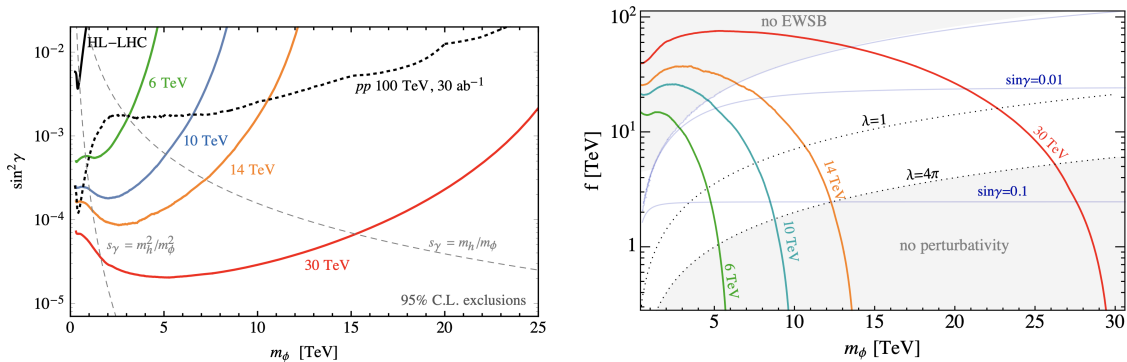 10⁻²
10⁻³
10⁻⁴
10⁻⁵
sin²γ
HL−LHC
6 TeV
10 TeV
14 TeV
30 TeV
pp 100 TeV, 30 ab⁻¹
s_γ = m_h²/m_φ²
s_γ = m_h/m_φ
95% C.L. exclusions
0 5 10 15 20 25
m_φ [TeV]
10²
10¹
1
f [TeV]
no EWSB
sinγ=0.01
λ=1
30 TeV
14 TeV
λ=4π
sinγ=0.1
10 TeV
no perturbativity
6 TeV
5 10 15 20 25 30
m_φ [TeV]